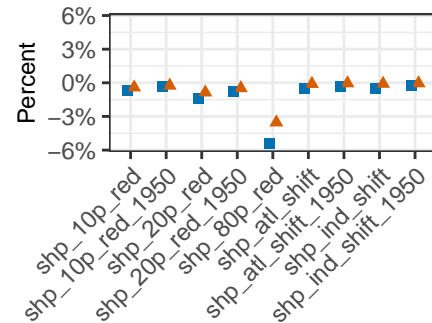 6%
3%
0%
−3%
−6%
Percent
shp_10p_red
shp_10p_red_1950
shp_20p_red
shp_20p_red_1950
shp_80p_red
shp_atl_shift
shp_atl_shift_1950
shp_ind_shift
shp_ind_shift_1950